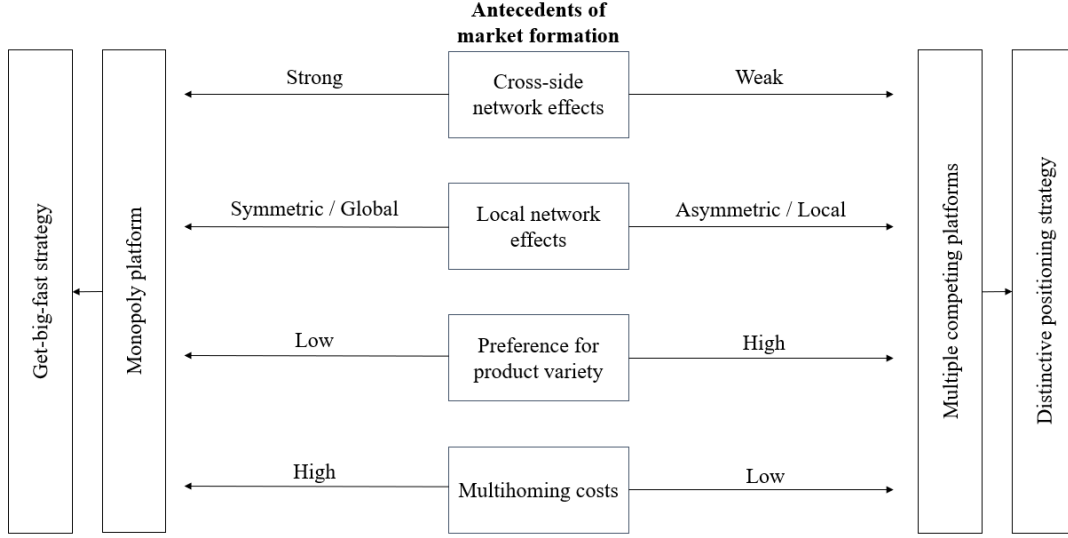 Antecedents of
market formation
Get-big-fast strategy
Monopoly platform
Strong
Cross-side
network effects
Weak
Symmetric / Global
Local network
effects
Asymmetric / Local
Low
Preference for
product variety
High
High
Multihoming costs
Low
Multiple competing platforms
Distinctive positioning strategy